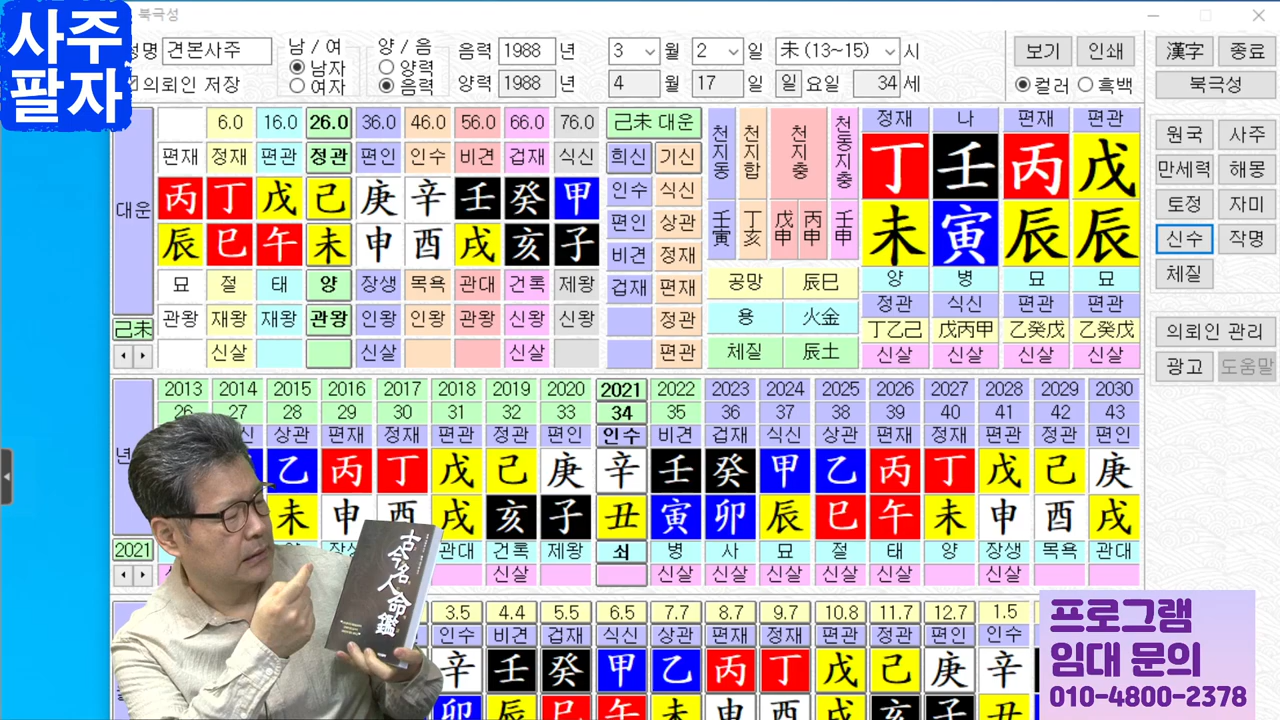 사주
팔자
북극성
성명 견본사주 남 / 여 양 / 음 음력 1988 년 3 월 2 일 未 (13~15) 시 보기 인쇄 漢字 종료
의뢰인 저장 남자 여자 양력 음력 양력 1988 년 4 월 17 일 일 요일 34 세 컬러 흑백 북극성
대운 6.0 16.0 26.0 36.0 46.0 56.0 66.0 76.0
편재 정재 편관 정관 편인 인수 비견 겁재 식신
丙 丁 戊 己 庚 辛 壬 癸 甲
辰 巳 午 未 申 酉 戌 亥 子
묘 절 태 양 장생 목욕 관대 건록 제왕
관왕 재왕 재왕 관왕 인왕 인왕 관왕 신왕 신왕
己未
신살 신살 신살
己未 대운
희신 기신
인수 식신
편인 상관
비견 정재
겁재 편재
정관
편관
천지동 천지합 천지충 천동지충
壬寅 丁亥 戊申 丙申 壬申
공망 辰巳
용 火金
체질 辰土
정재 나 편재 편관
丁 壬 丙 戊
未 寅 辰 辰
양 병 묘 묘
정관 식신 편관 편관
丁乙己 戊丙甲 乙癸戊 乙癸戊
신살 신살 신살 신살
원국 사주
만세력 해몽
토정 자미
신수 작명
체질
의뢰인 관리
광고 도움말
년 2013 2014 2015 2016 2017 2018 2019 2020 2021 2022 2023 2024 2025 2026 2027 2028 2029 2030
26 27 28 29 30 31 32 33 34 35 36 37 38 39 40 41 42 43
상관 편재 정재 편관 정관 편인 인수 비견 겁재 식신 상관 편재 정재 편관 정관 편인
乙 丙 丁 戊 己 庚 辛 壬 癸 甲 乙 丙 丁 戊 己 庚
未 申 酉 戌 亥 子 丑 寅 卯 辰 巳 午 未 申 酉 戌
2021 관대 건록 제왕 쇠 병 사 묘 절 태 양 장생 목욕 관대
신살 신살 신살 신살 신살 신살 신살
古今名人命鑑
3.5 4.4 5.5 6.5 7.7 8.7 9.7 10.8 11.7 12.7 1.5
인수 비견 겁재 식신 상관 편재 정재 편관 정관 편인 인수
辛 壬 癸 甲 乙 丙 丁 戊 己 庚 辛
卯 辰 巳 午 未 申 酉 戌 亥 子 丑
프로그램
임대 문의
010-4800-2378